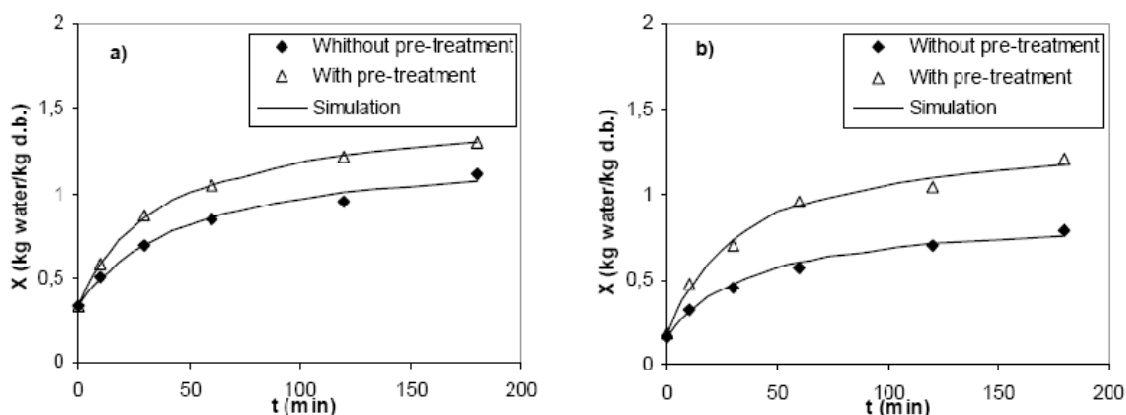 2
a)
Whithout pre-treatment
With pre-treatment
Simulation
1,5
1
0,5
0
X (kg water/kg d.b.)
0
50
100
150
200
t (min)
2
b)
Without pre-treatment
With pre-treatment
Simulation
1,5
1
0,5
0
X (kg water/kg d.b.)
0
50
100
150
200
t (min)